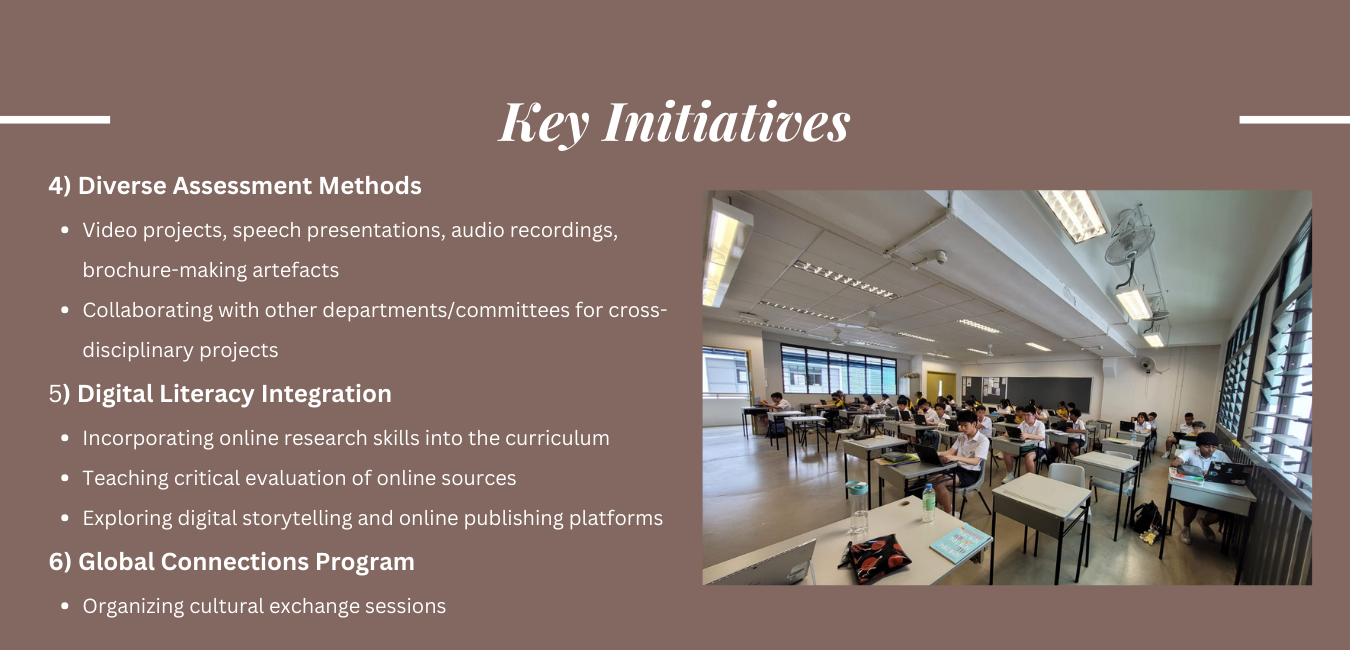 Key Initiatives
4) Diverse Assessment Methods
• Video projects, speech presentations, audio recordings,
brochure-making artefacts
• Collaborating with other departments/committees for cross-
disciplinary projects
5) Digital Literacy Integration
• Incorporating online research skills into the curriculum
• Teaching critical evaluation of online sources
• Exploring digital storytelling and online publishing platforms
6) Global Connections Program
• Organizing cultural exchange sessions